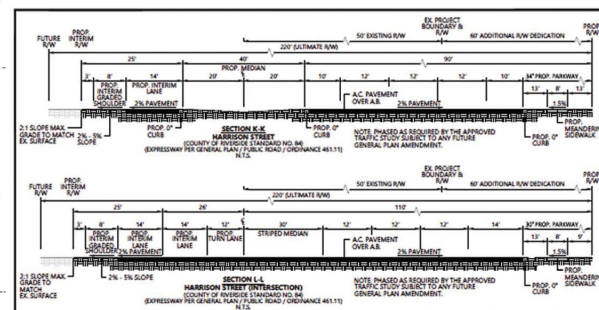 EX. PROJECT
BOUNDARY &
R/W
PROP.
R/W
FUTURE
R/W
PROP.
INTERIM
R/W
50' EXISTING R/W
60' ADDITIONAL R/W DEDICATION
220' (ULTIMATE R/W)
25'
40'
90'
PROP. MEDIAN
3'
8'
14'
20'
20'
10'
12'
12'
12'
10'
34' PROP. PARKWAY
13'
8'
13'
PROP.
INTERIM
GRADED
SHOULDER
PROP. INTERIM
LANE
2% PAVEMENT
A.C. PAVEMENT
OVER A.B.
2% PAVEMENT
1.5%
2:1 SLOPE MAX.
GRADE TO MATCH
EX. SURFACE
2% - 5%
SLOPE
PROP. 0"
CURB
SECTION K-K
HARRISON STREET
(COUNTY OF RIVERSIDE STANDARD NO. 84)
(EXPRESSWAY PER GENERAL PLAN / PUBLIC ROAD / ORDINANCE 461.11)
N.T.S.
PROP. 0"
CURB
NOTE: PHASED AS REQUIRED BY THE APPROVED
TRAFFIC STUDY SUBJECT TO ANY FUTURE
GENERAL PLAN AMENDMENT.
PROP. 0"
CURB
PROP.
MEANDERING
SIDEWALK
EX. PROJECT
BOUNDARY &
R/W
PROP
R/W
FUTURE
R/W
PROP.
INTERIM
R/W
50' EXISTING R/W
60' ADDITIONAL R/W DEDICATION
220' (ULTIMATE R/W)
25'
26'
110'
3'
8'
14'
14'
12'
30'
12'
12'
12'
14'
30' PROP. PARKWAY
13'
8'
9'
PROP.
INTERIM
GRADED
SHOULDER
PROP.
INTERIM
LANE
PROP.
INTERIM
LANE
PROP.
TURN LANE
STRIPED MEDIAN
2% PAVEMENT
A.C. PAVEMENT
OVER A.B.
2% PAVEMENT
1.5%
2:1 SLOPE MAX.
GRADE TO
MATCH
EX. SURFACE
2% - 5% SLOPE
SECTION L-L
HARRISON STREET (INTERSECTION)
(COUNTY OF RIVERSIDE STANDARD NO. 84)
(EXPRESSWAY PER GENERAL PLAN / PUBLIC ROAD / ORDINANCE 461.11)
N.T.S.
NOTE: PHASED AS REQUIRED BY THE APPROVED
TRAFFIC STUDY SUBJECT TO ANY FUTURE
GENERAL PLAN AMENDMENT.
PROP. 0"
CURB
PROP.
MEANDERING
SIDEWALK